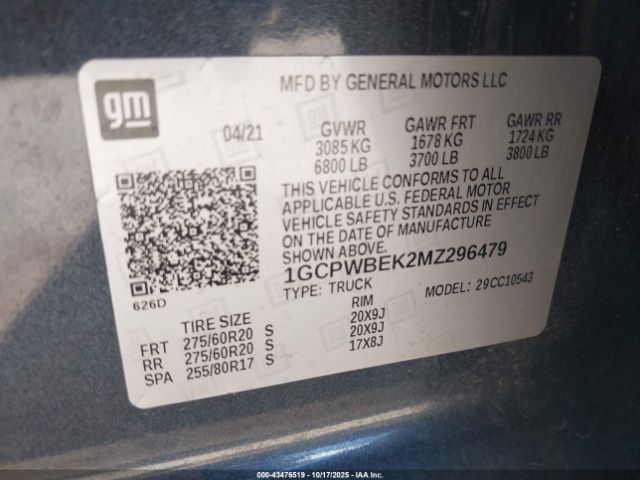 gm
MFD BY GENERAL MOTORS LLC
04/21
GVWR GAWR FRT GAWR RR
3085 KG 1678 KG 1724 KG
6800 LB 3700 LB 3800 LB
THIS VEHICLE CONFORMS TO ALL
APPLICABLE U.S. FEDERAL MOTOR
VEHICLE SAFETY STANDARDS IN EFFECT
ON THE DATE OF MANUFACTURE
SHOWN ABOVE.
1GCPWBEK2MZ296479
TYPE: TRUCK MODEL: 29CC10543
626D
TIRE SIZE RIM
FRT 275/60R20 S 20X9J
RR 275/60R20 S 20X9J
SPA 255/80R17 S 17X8J
000-43476519 | 10/17/2025 | IAAI, Inc.